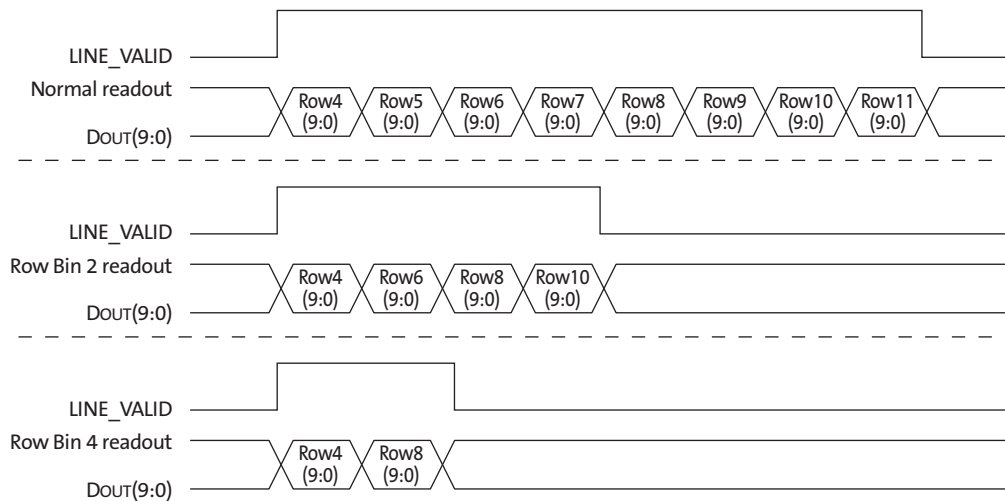 LINE_VALID
Normal readout
Row4 Row5 Row6 Row7 Row8 Row9 Row10 Row11
(9:0) (9:0) (9:0) (9:0) (9:0) (9:0) (9:0) (9:0)
DOUT(9:0)
LINE_VALID
Row Bin 2 readout
Row4 Row6 Row8 Row10
(9:0) (9:0) (9:0) (9:0)
DOUT(9:0)
LINE_VALID
Row Bin 4 readout
Row4 Row8
(9:0) (9:0)
DOUT(9:0)